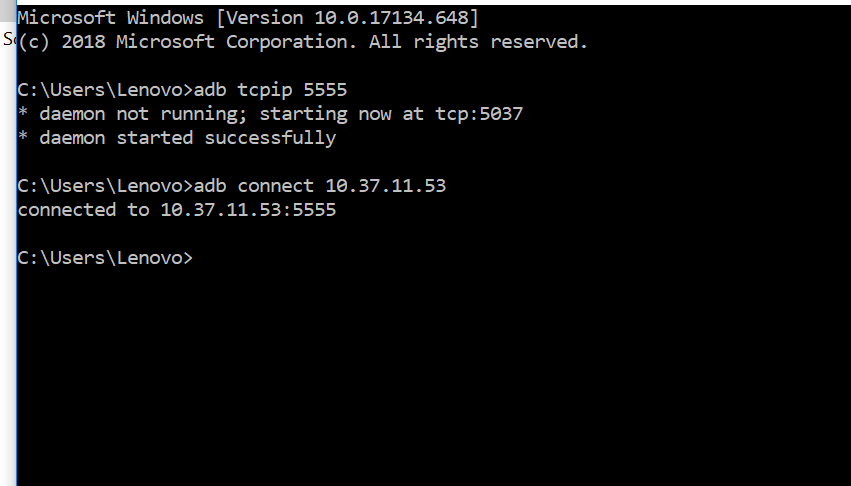 Microsoft Windows [Version 10.0.17134.648]
(c) 2018 Microsoft Corporation. All rights reserved.
C:\Users\Lenovo>adb tcpip 5555
* daemon not running; starting now at tcp:5037
* daemon started successfully
C:\Users\Lenovo>adb connect 10.37.11.53
connected to 10.37.11.53:5555
C:\Users\Lenovo>